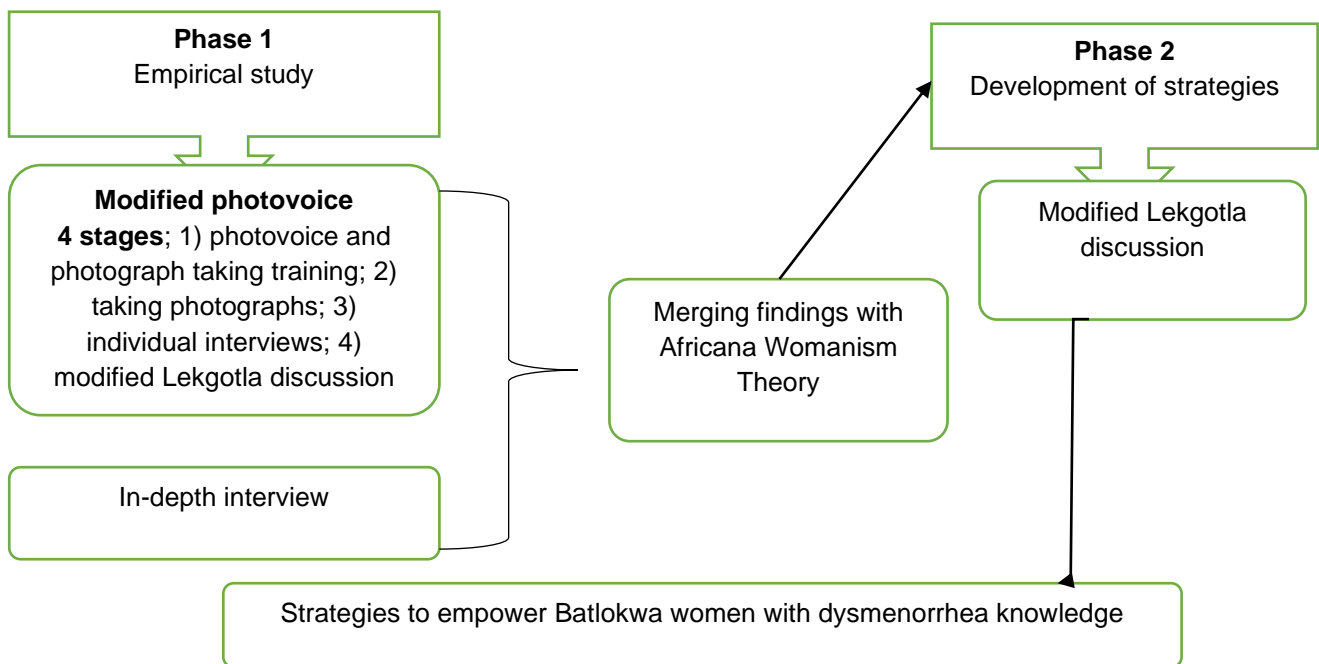 Phase 1
Empirical study
Modified photovoice
4 stages; 1) photovoice and
photograph taking training; 2)
taking photographs; 3)
individual interviews; 4)
modified Lekgotla discussion
In-depth interview
Merging findings with
Africana Womanism
Theory
Phase 2
Development of strategies
Modified Lekgotla
discussion
Strategies to empower Batlokwa women with dysmenorrhea knowledge